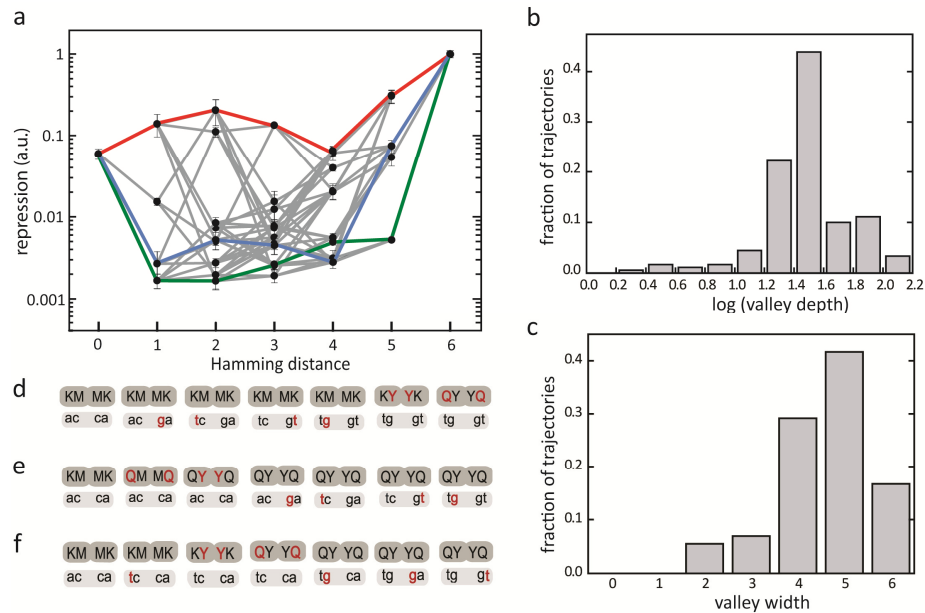 a
repression (a.u.)
1
0.1
0.01
0.001
0 1 2 3 4 5 6
Hamming distance
b
fraction of trajectories
0.4
0.3
0.2
0.1
0.0
0.0 0.2 0.4 0.6 0.8 1.0 1.2 1.4 1.6 1.8 2.0 2.2
log (valley depth)
c
fraction of trajectories
0.4
0.3
0.2
0.1
0.0
0 1 2 3 4 5 6
valley width
d
KM MK KM MK KM MK KM MK KM MK KY YK QY YQ
ac ca ac ga tc ga tc gt tg gt tg gt tg gt
e
KM MK QM MQ QY YQ QY YQ QY YQ QY YQ QY YQ
ac ca ac ca ac ca ac ga tc ga tc gt tg gt
f
KM MK KM MK KY YK QY YQ QY YQ QY YQ QY YQ
ac ca tc ca tc ca tc ca tg ca tg ga tg gt